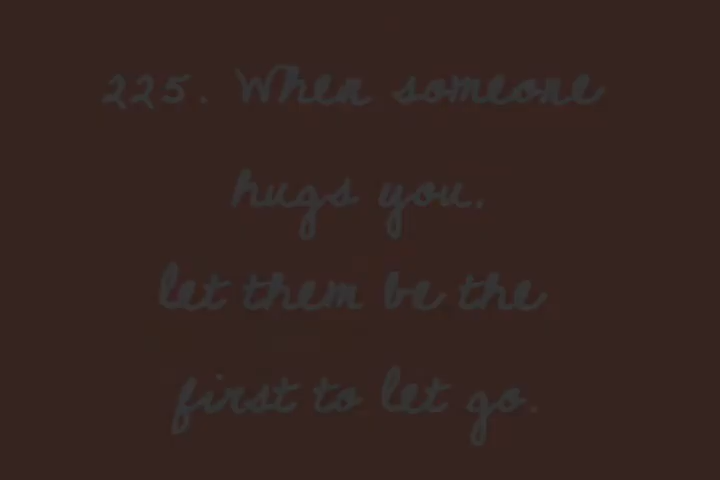 225. When someone
hugs you.
let them be the
first to let go.